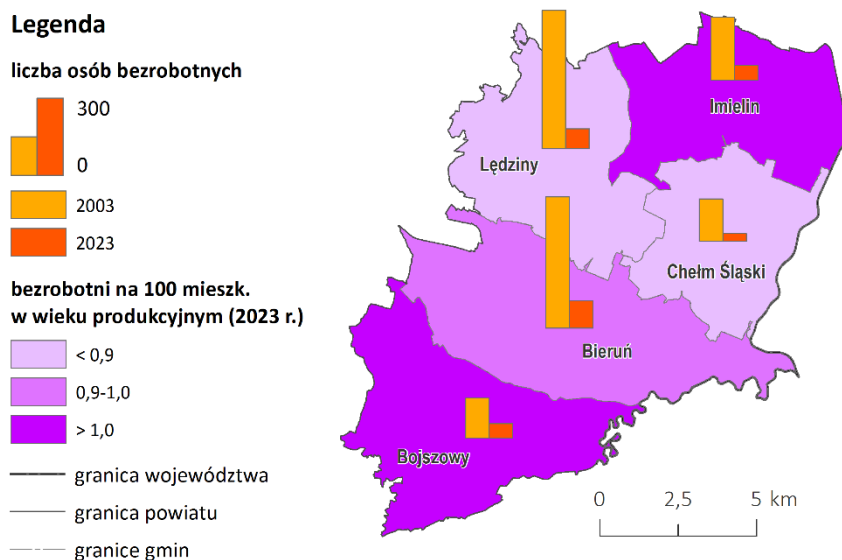 Legenda
liczba osób bezrobotnych
300
0
2003
2023
bezrobotni na 100 mieszk.
w wieku produkcyjnym (2023 r.)
< 0,9
0,9-1,0
> 1,0
granica województwa
granica powiatu
granice gmin
Imielin
Lędziny
Chełm Śląski
Bieruń
Bojszowy
0 2,5 5 km